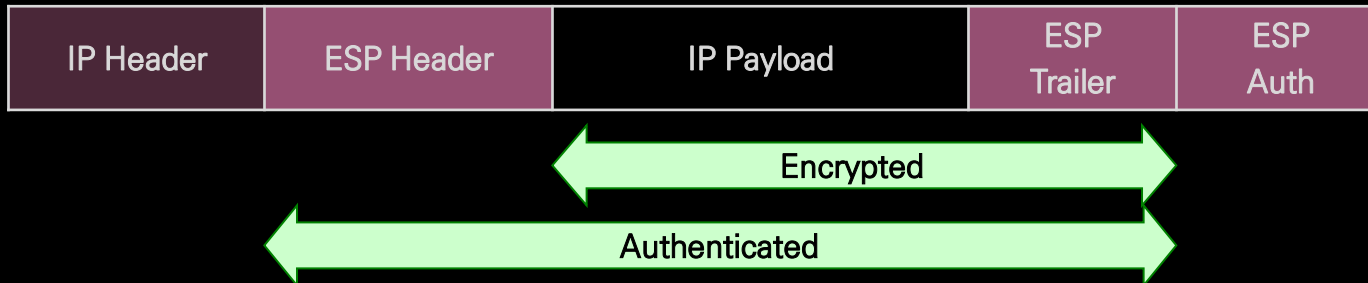 IP Header
ESP Header
IP Payload
ESP
Trailer
ESP
Auth
Encrypted
Authenticated